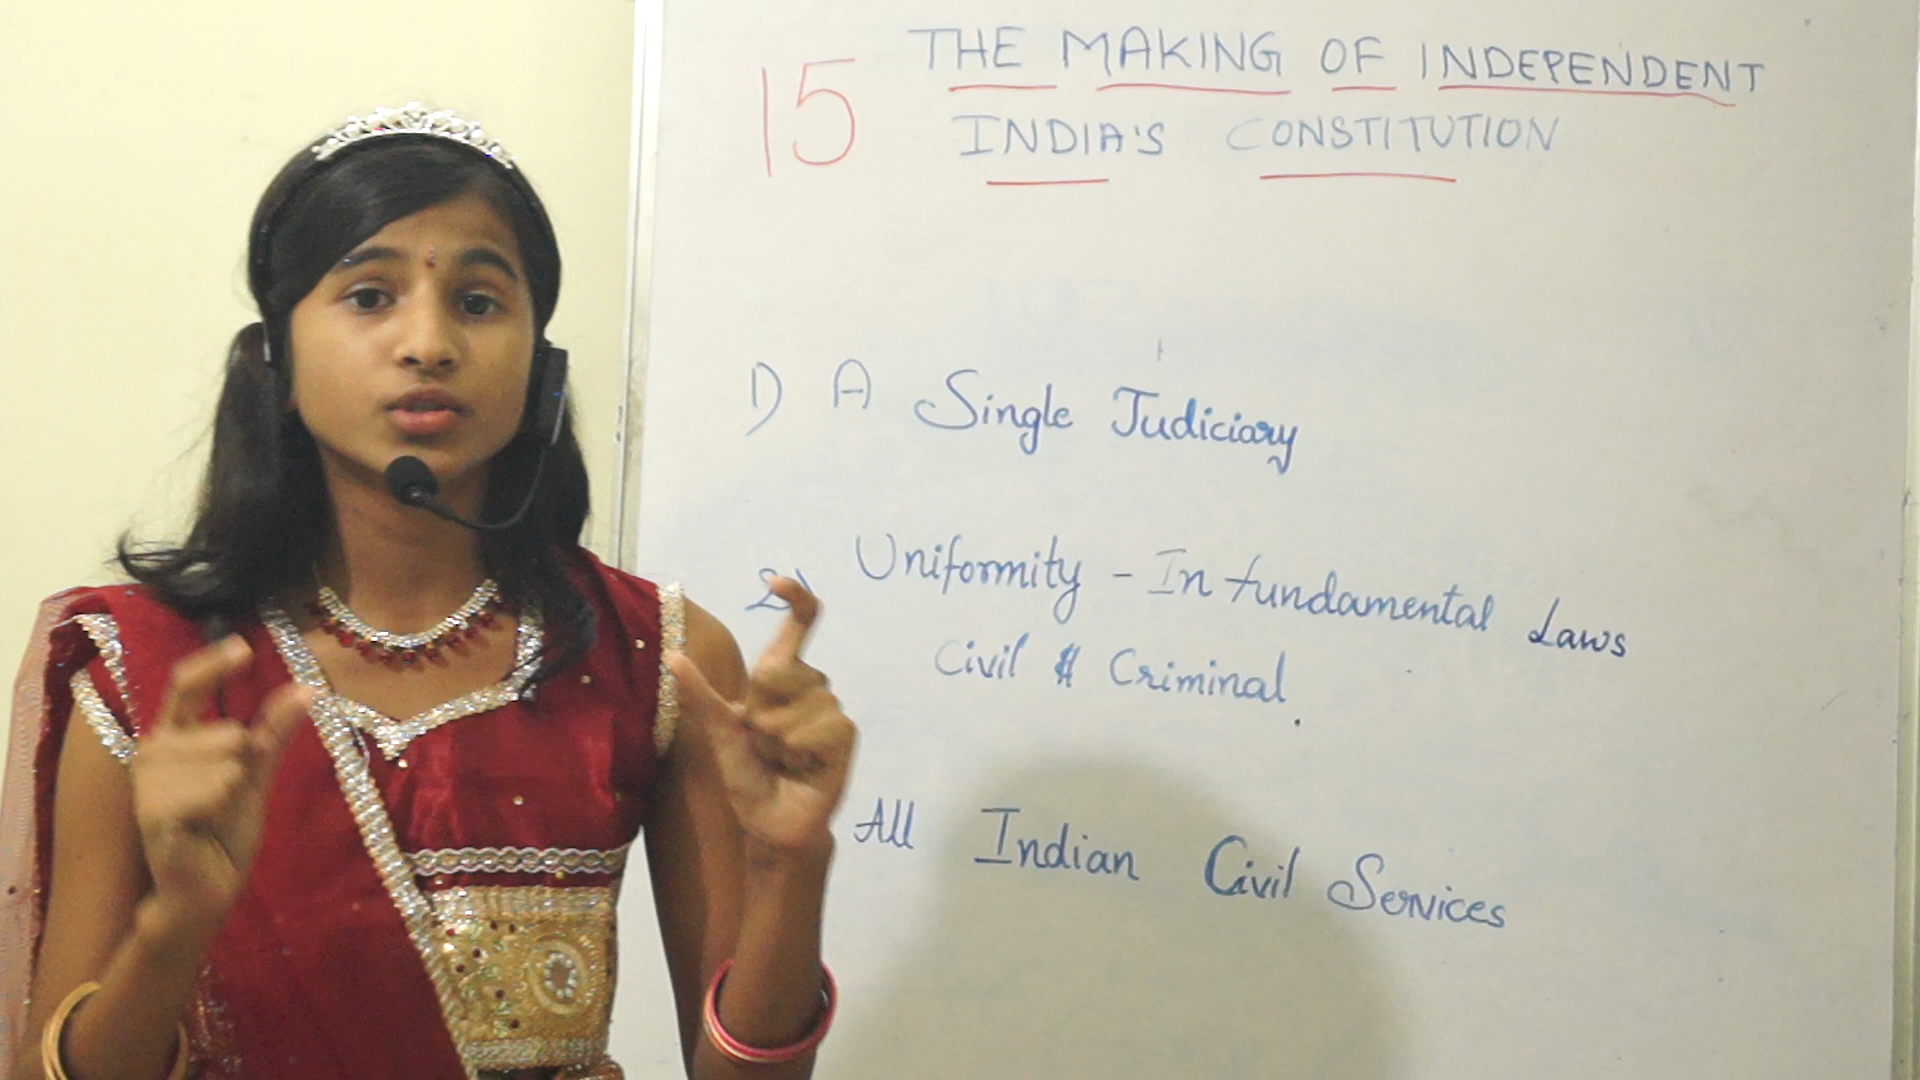 15 THE MAKING OF INDEPENDENT
INDIA'S CONSTITUTION
1) A Single Judiciary
2) Uniformity - In fundamental Laws
Civil & Criminal.
All Indian Civil Services